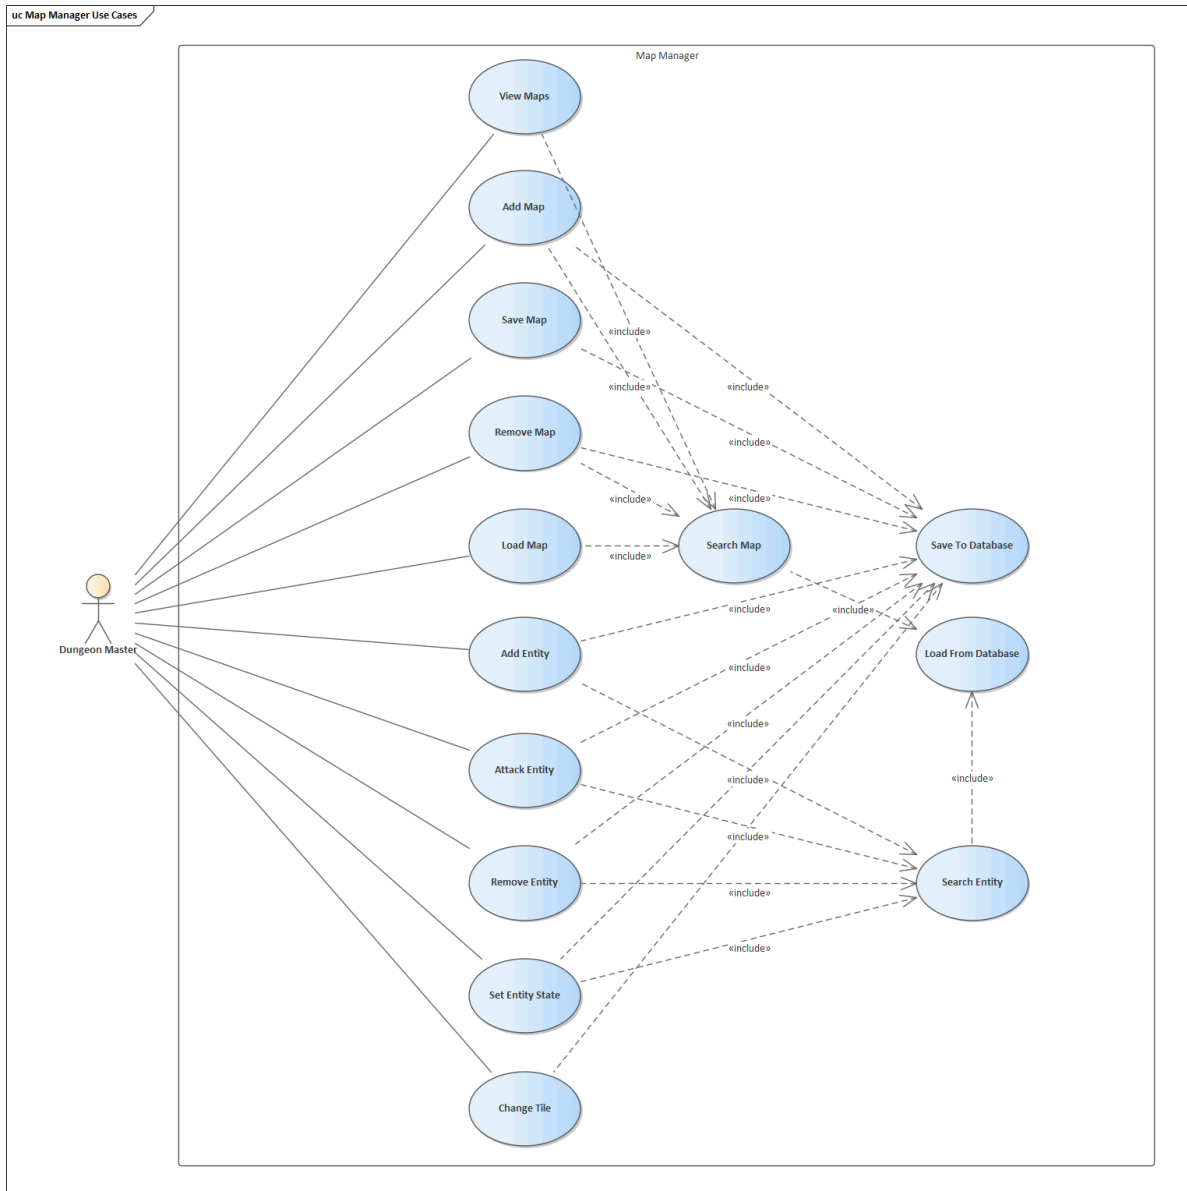 uc Map Manager Use Cases
Map Manager
View Maps
Add Map
Save Map
«include»
«include»
«include»
Remove Map
«include»
«include»
«include»
Load Map
Search Map
Save To Database
«include»
«include»
«include»
Dungeon Master
Add Entity
Load From Database
«include»
«include»
Attack Entity
«include»
«include»
«include»
Remove Entity
Search Entity
«include»
«include»
Set Entity State
Change Tile